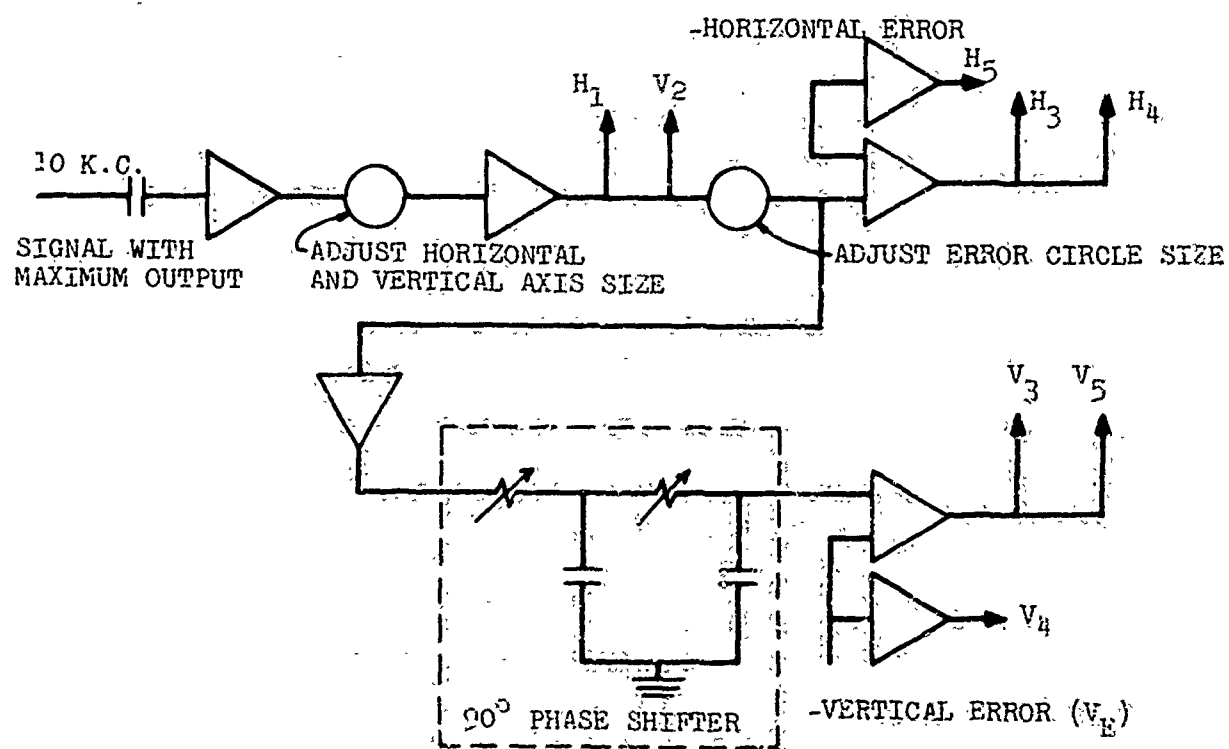 -HORIZONTAL ERROR
H5
H1
V2
H3
H4
10 K.C.
SIGNAL WITH
MAXIMUM OUTPUT
ADJUST HORIZONTAL
AND VERTICAL AXIS SIZE
ADJUST ERROR CIRCLE SIZE
V3
V5
V4
90° PHASE SHIFTER
-VERTICAL ERROR (VE)